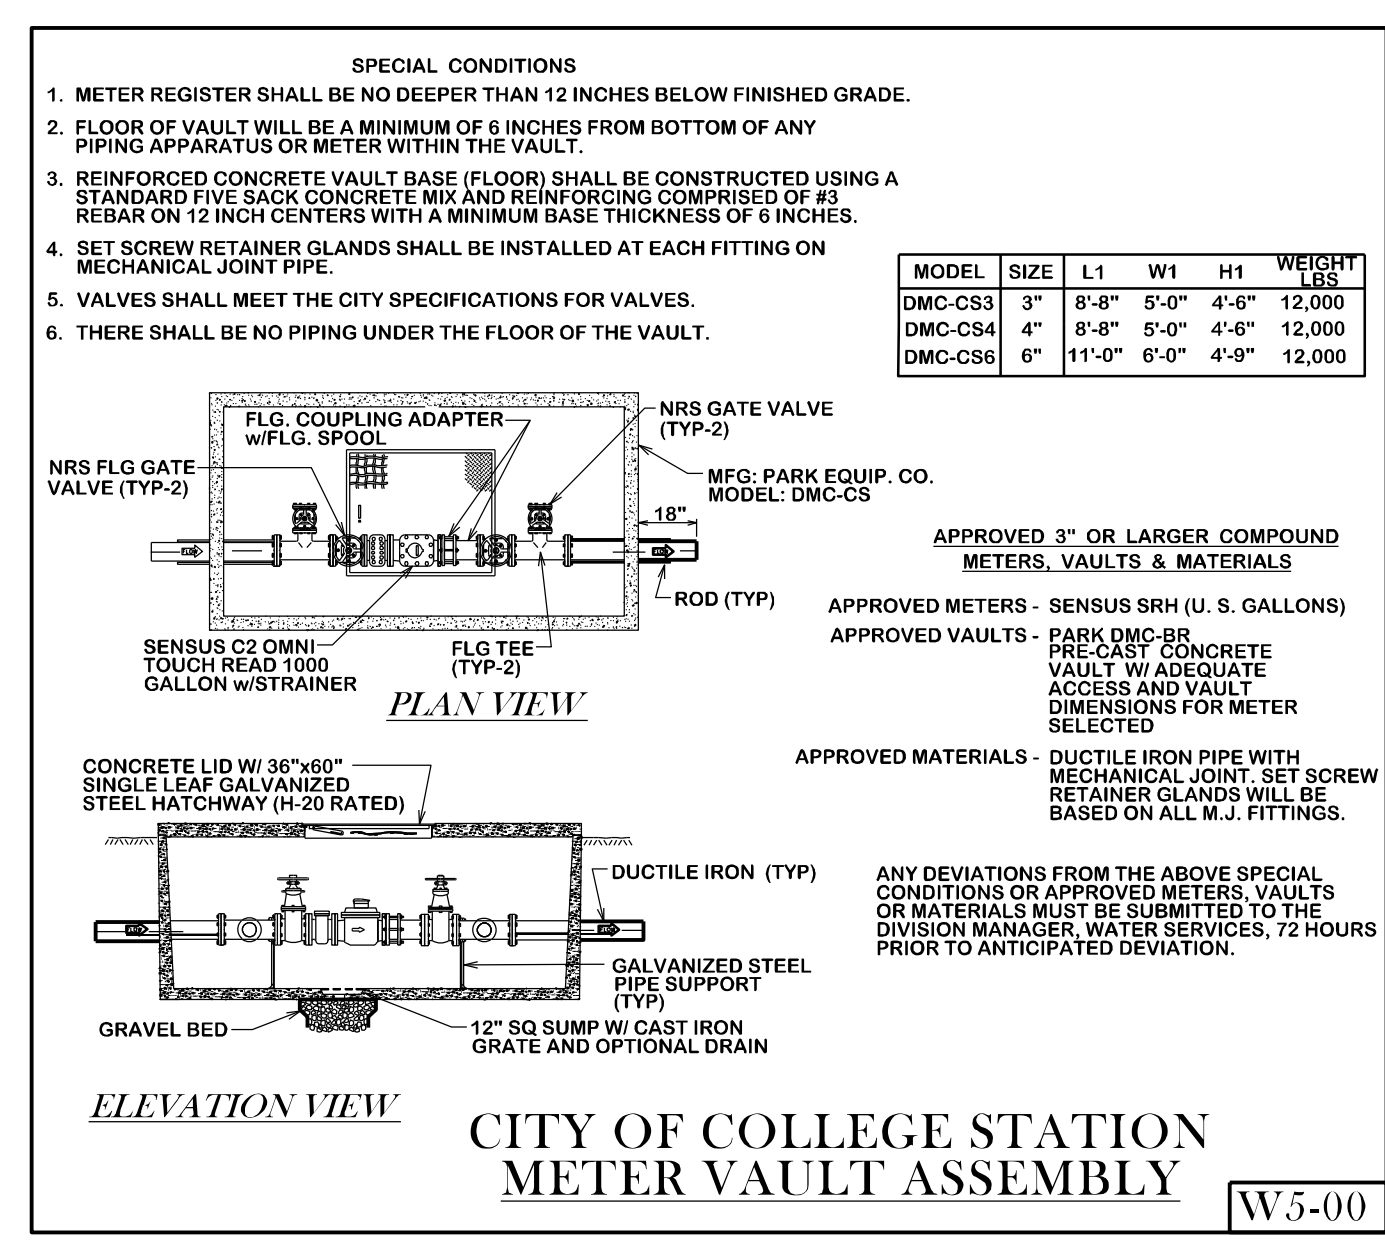 SPECIAL CONDITIONS
1. METER REGISTER SHALL BE NO DEEPER THAN 12 INCHES BELOW FINISHED GRADE.
2. FLOOR OF VAULT WILL BE A MINIMUM OF 6 INCHES FROM BOTTOM OF ANY
PIPING APPARATUS OR METER WITHIN THE VAULT.
3. REINFORCED CONCRETE VAULT BASE (FLOOR) SHALL BE CONSTRUCTED USING A
STANDARD FIVE SACK CONCRETE MIX AND REINFORCING COMPRISED OF #3
REBAR ON 12 INCH CENTERS WITH A MINIMUM BASE THICKNESS OF 6 INCHES.
4. SET SCREW RETAINER GLANDS SHALL BE INSTALLED AT EACH FITTING ON
MECHANICAL JOINT PIPE.
5. VALVES SHALL MEET THE CITY SPECIFICATIONS FOR VALVES.
6. THERE SHALL BE NO PIPING UNDER THE FLOOR OF THE VAULT.
MODEL SIZE L1 W1 H1 WEIGHT LBS
DMC-CS3 3" 8'-8" 5'-0" 4'-6" 12,000
DMC-CS4 4" 8'-8" 5'-0" 4'-6" 12,000
DMC-CS6 6" 11'-0" 6'-0" 4'-9" 12,000
FLG. COUPLING ADAPTER
w/FLG. SPOOL
NRS GATE VALVE
(TYP-2)
NRS FLG GATE
VALVE (TYP-2)
MFG: PARK EQUIP. CO.
MODEL: DMC-CS
18"
FLOW
FLOW
ROD (TYP)
SENSUS C2 OMNI
TOUCH READ 1000
GALLON w/STRAINER
FLG TEE
(TYP-2)
PLAN VIEW
APPROVED 3" OR LARGER COMPOUND
METERS, VAULTS & MATERIALS
APPROVED METERS - SENSUS SRH (U. S. GALLONS)
APPROVED VAULTS - PARK DMC-BR
PRE-CAST CONCRETE
VAULT W/ ADEQUATE
ACCESS AND VAULT
DIMENSIONS FOR METER
SELECTED
APPROVED MATERIALS - DUCTILE IRON PIPE WITH
MECHANICAL JOINT. SET SCREW
RETAINER GLANDS WILL BE
BASED ON ALL M.J. FITTINGS.
CONCRETE LID W/ 36"x60"
SINGLE LEAF GALVANIZED
STEEL HATCHWAY (H-20 RATED)
DUCTILE IRON (TYP)
FLOW
FLOW
GALVANIZED STEEL
PIPE SUPPORT
(TYP)
GRAVEL BED
12" SQ SUMP W/ CAST IRON
GRATE AND OPTIONAL DRAIN
ANY DEVIATIONS FROM THE ABOVE SPECIAL
CONDITIONS OR APPROVED METERS, VAULTS
OR MATERIALS MUST BE SUBMITTED TO THE
DIVISION MANAGER, WATER SERVICES, 72 HOURS
PRIOR TO ANTICIPATED DEVIATION.
ELEVATION VIEW
CITY OF COLLEGE STATION
METER VAULT ASSEMBLY
W5-00